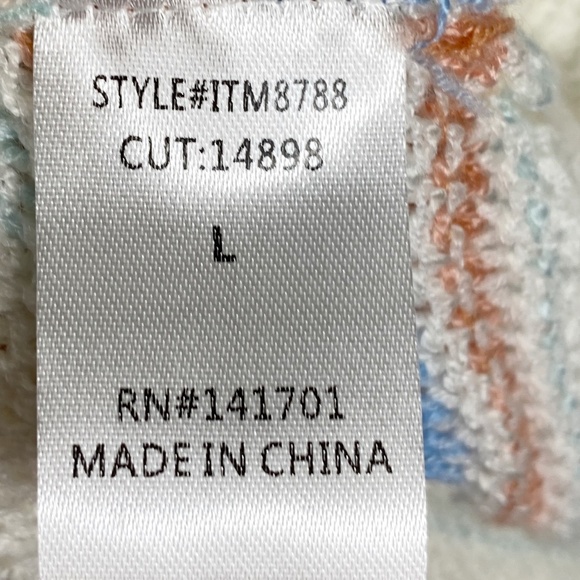 STYLE#ITM8788
CUT:14898
L
RN#141701
MADE IN CHINA